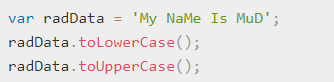 var radData = 'My NaMe Is MuD';
radData.toLowerCase();
radData.toUpperCase();